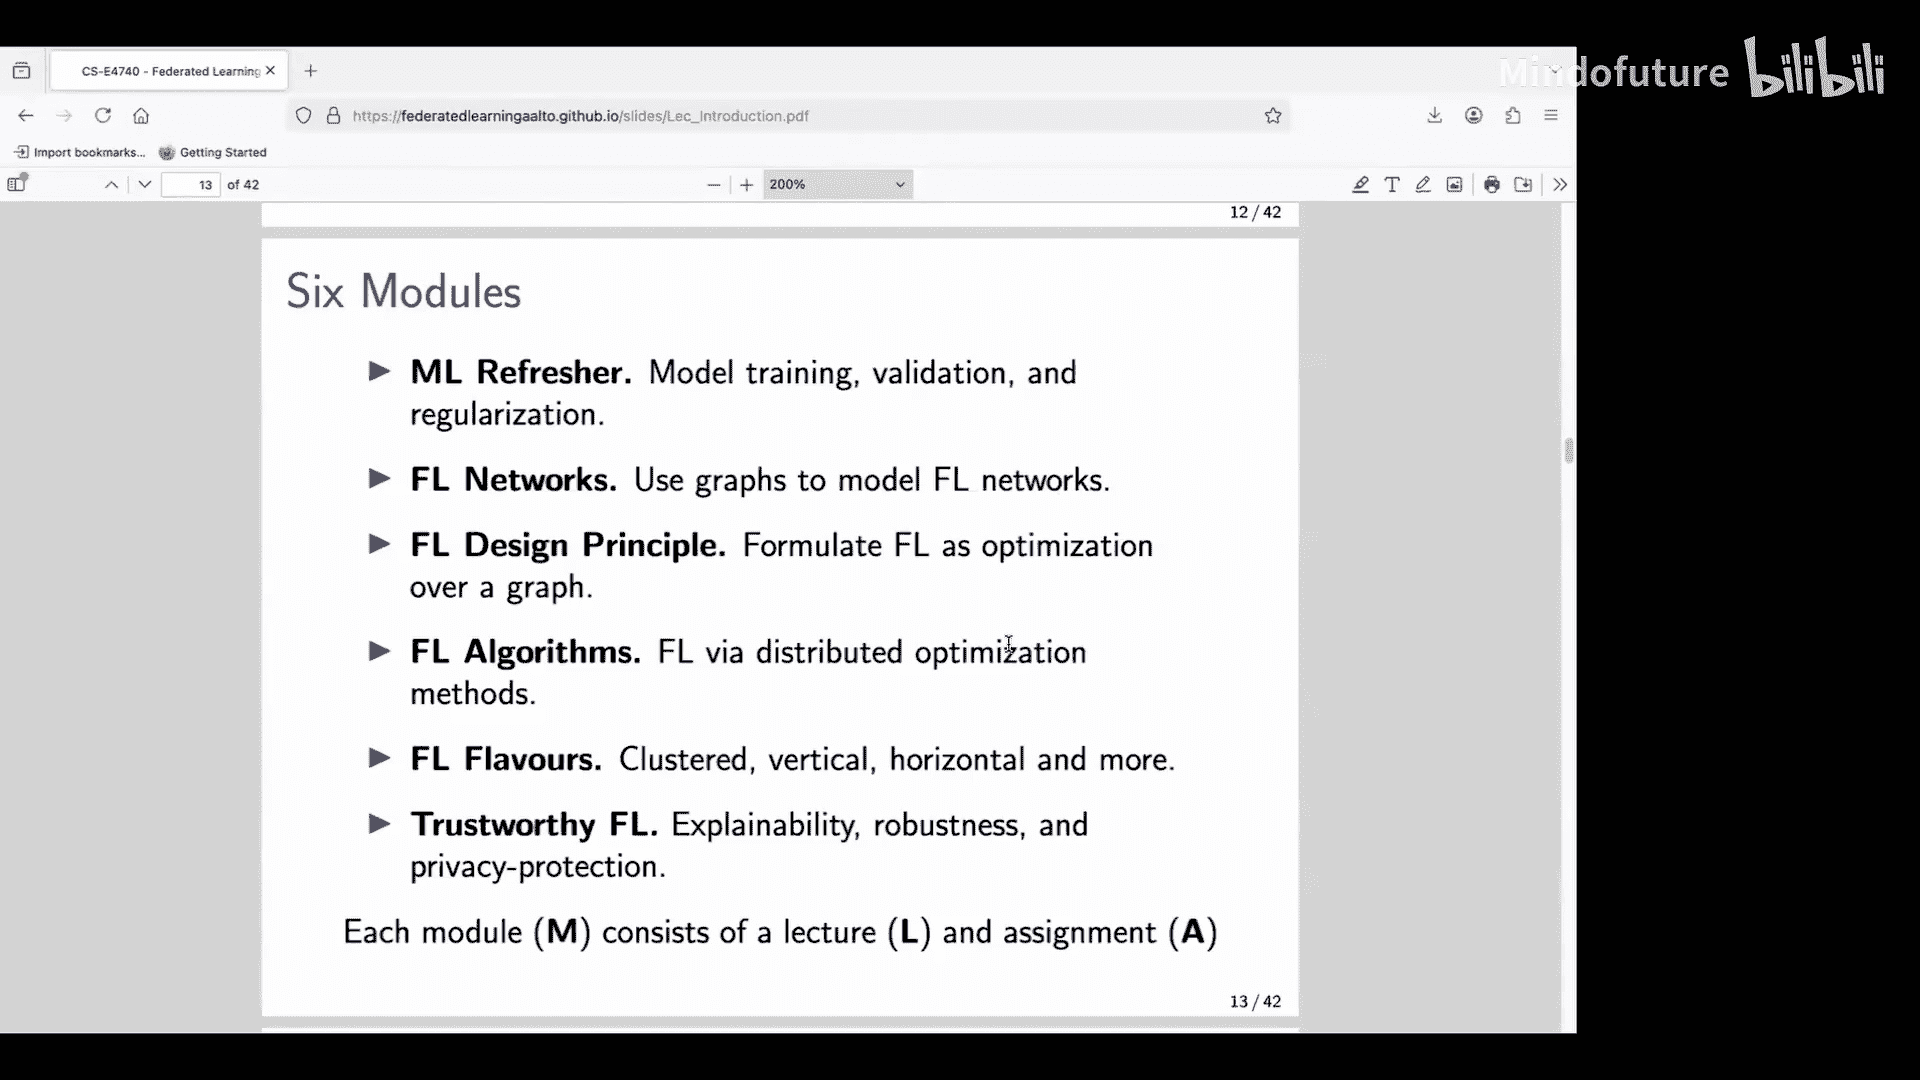 Mindofuture bilibili
CS-E4740 - Federated Learning
https://federatedlearningaalto.github.io/slides/Lec_Introduction.pdf
Import bookmarks... Getting Started
13 of 42 200%
12 / 42
Six Modules
ML Refresher. Model training, validation, and
regularization.
FL Networks. Use graphs to model FL networks.
FL Design Principle. Formulate FL as optimization
over a graph.
FL Algorithms. FL via distributed optimization
methods.
FL Flavours. Clustered, vertical, horizontal and more.
Trustworthy FL. Explainability, robustness, and
privacy-protection.
Each module (M) consists of a lecture (L) and assignment (A)
13 / 42